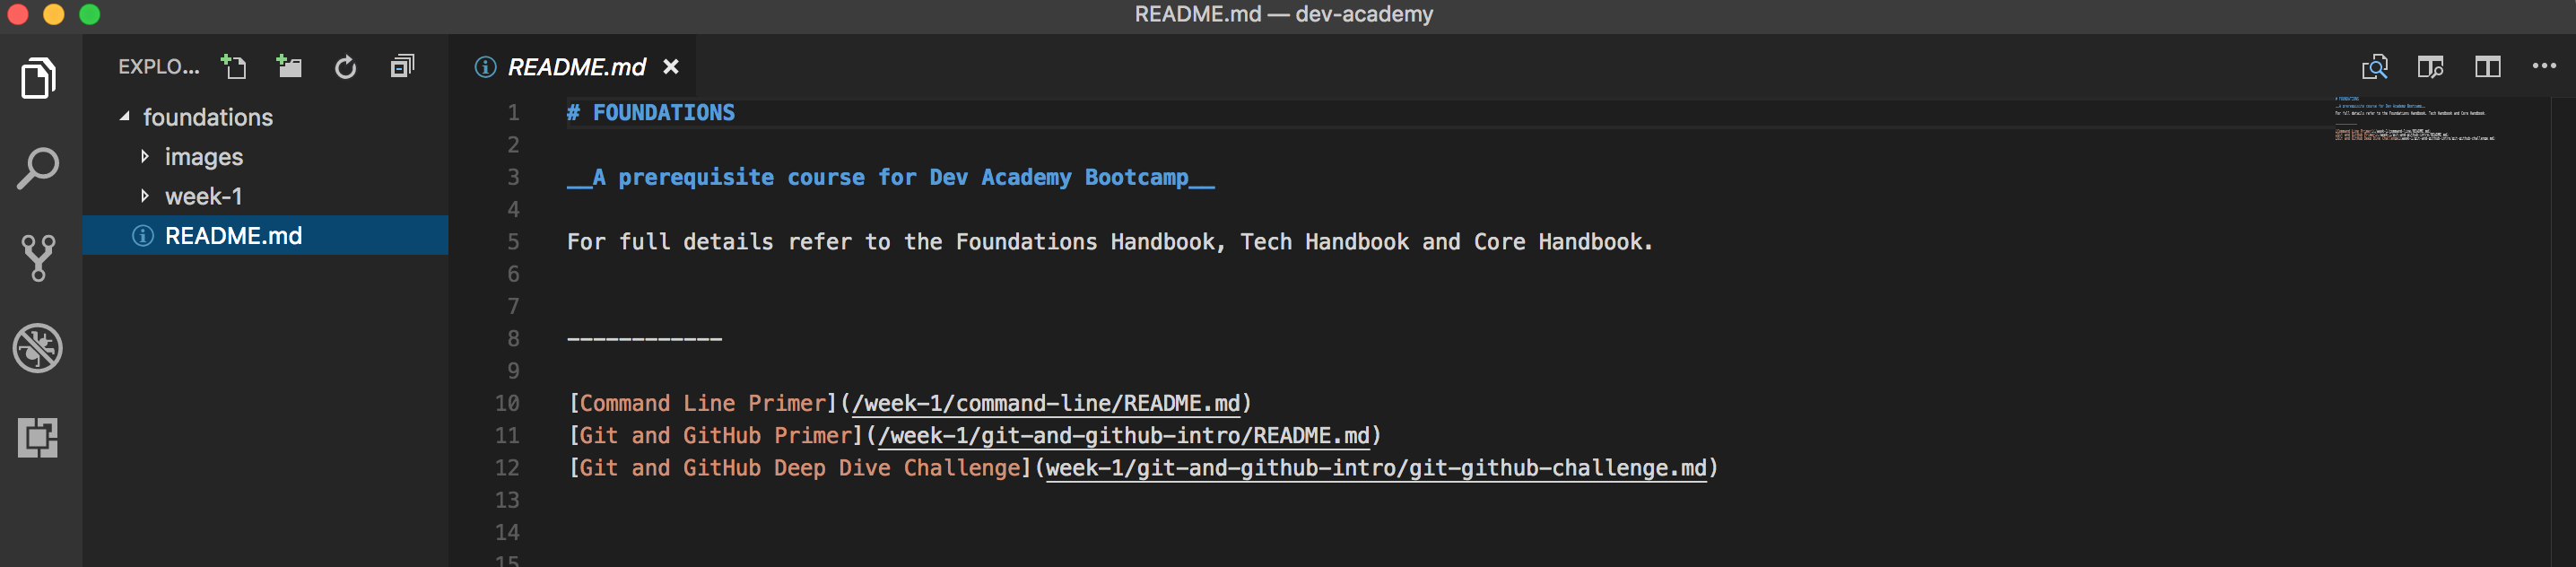 README.md — dev-academy
EXPLO...
README.md
foundations
images
week-1
README.md
1 # FOUNDATIONS
2
3 __A prerequisite course for Dev Academy Bootcamp__
4
5 For full details refer to the Foundations Handbook, Tech Handbook and Core Handbook.
6
7
8 ------------
9
10 [Command Line Primer](/week-1/command-line/README.md)
11 [Git and GitHub Primer](/week-1/git-and-github-intro/README.md)
12 [Git and GitHub Deep Dive Challenge](week-1/git-and-github-intro/git-github-challenge.md)
13
14
15